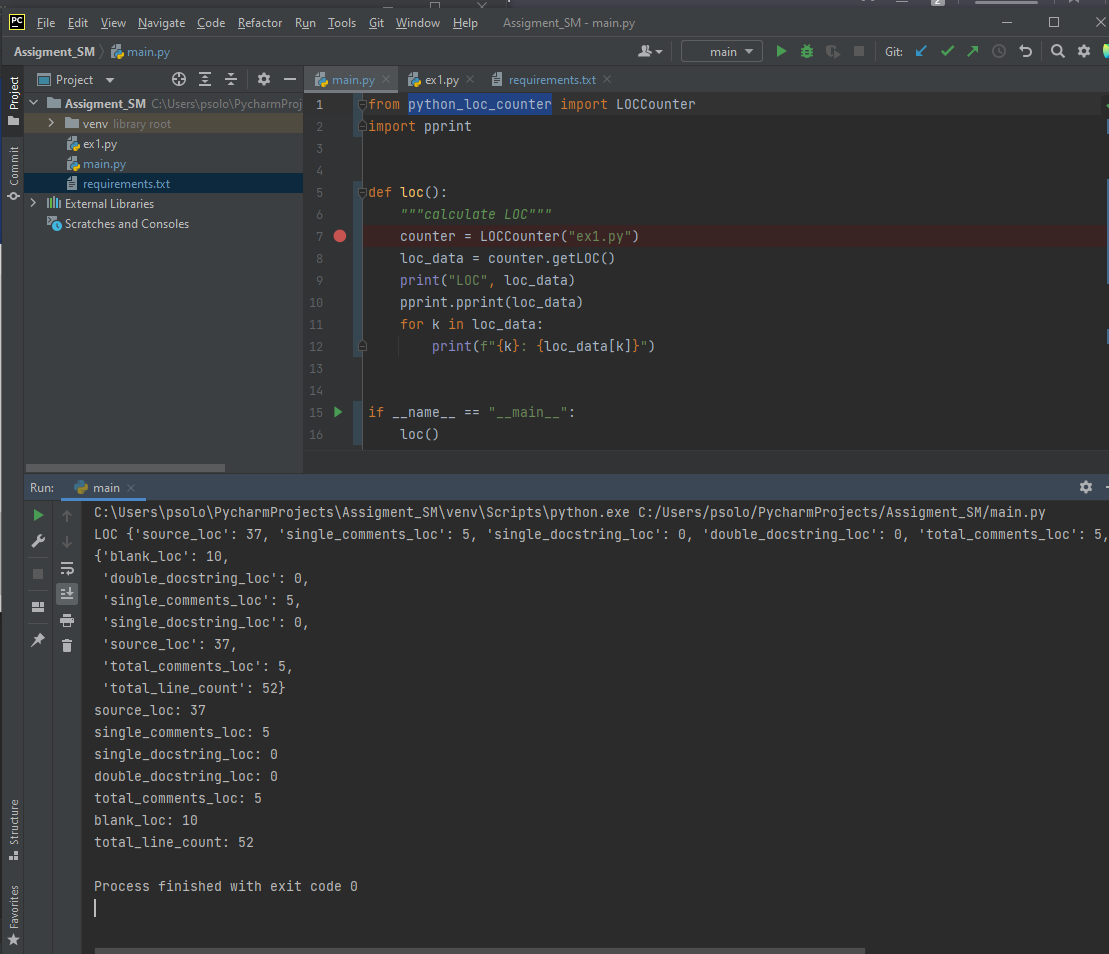 PC File Edit View Navigate Code Refactor Run Tools Git Window Help Assigment_SM - main.py
Assigment_SM main.py main Git:
Project
Project
Commit
Structure
Favorites
Assigment_SM C:\Users\psolo\PycharmProj
venv library root
ex1.py
main.py
requirements.txt
External Libraries
Scratches and Consoles
main.py ex1.py requirements.txt
1 from python_loc_counter import LOCCounter
2 import pprint
3
4
5 def loc():
6 """calculate LOC"""
7 counter = LOCCounter("ex1.py")
8 loc_data = counter.getLOC()
9 print("LOC", loc_data)
10 pprint.pprint(loc_data)
11 for k in loc_data:
12 print(f"{k}: {loc_data[k]}")
13
14
15 if __name__ == "__main__":
16 loc()
Run: main
C:\Users\psolo\PycharmProjects\Assigment_SM\venv\Scripts\python.exe C:/Users/psolo/PycharmProjects/Assigment_SM/main.py
LOC {'source_loc': 37, 'single_comments_loc': 5, 'single_docstring_loc': 0, 'double_docstring_loc': 0, 'total_comments_loc': 5,
{'blank_loc': 10,
'double_docstring_loc': 0,
'single_comments_loc': 5,
'single_docstring_loc': 0,
'source_loc': 37,
'total_comments_loc': 5,
'total_line_count': 52}
source_loc: 37
single_comments_loc: 5
single_docstring_loc: 0
double_docstring_loc: 0
total_comments_loc: 5
blank_loc: 10
total_line_count: 52
Process finished with exit code 0